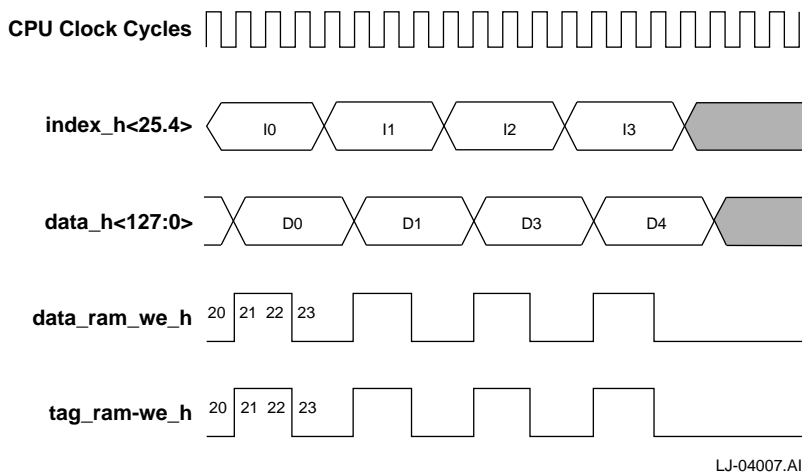 CPU Clock Cycles
index_h<25.4> I0 I1 I2 I3
data_h<127:0> D0 D1 D3 D4
data_ram_we_h 20 21 22 23
tag_ram-we_h 20 21 22 23
LJ-04007.AI